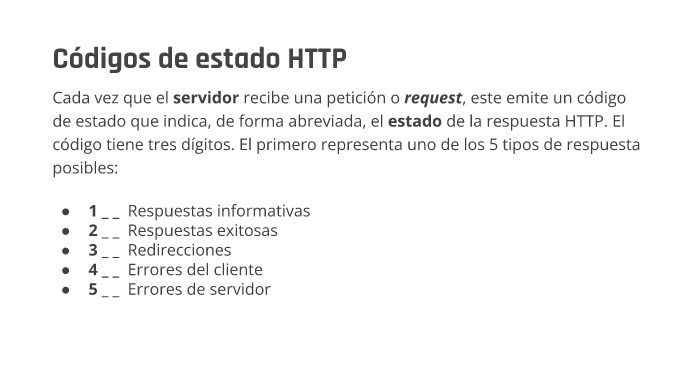 Códigos de estado HTTP
Cada vez que el servidor recibe una petición o request, este emite un código
de estado que indica, de forma abreviada, el estado de la respuesta HTTP. El
código tiene tres dígitos. El primero representa uno de los 5 tipos de respuesta
posibles:
● 1 _ _ Respuestas informativas
● 2 _ _ Respuestas exitosas
● 3 _ _ Redirecciones
● 4 _ _ Errores del cliente
● 5 _ _ Errores de servidor